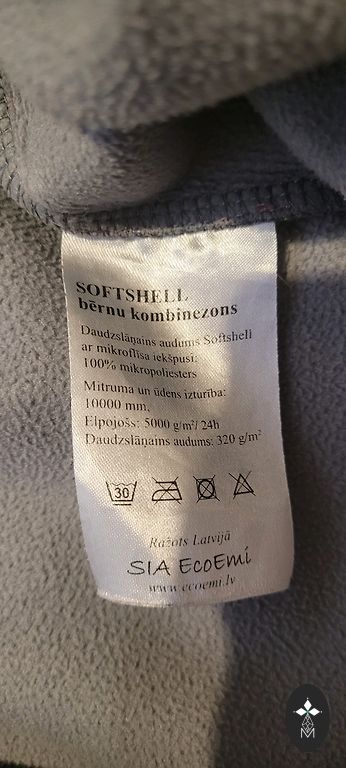 SOFTSHELL
bērnu kombinezons
Daudzslāņains audums Softshell
ar mikroflīsa iekšpusi:
100% mikropoliesters
Mitruma un ūdens izturība:
10000 mm.
Elpojošs: 5000 g/m²/ 24h
Daudzslāņains audums: 320 g/m²
30
Ražots Latvijā
SIA EcoEmi
www.ecoemi.lv
M